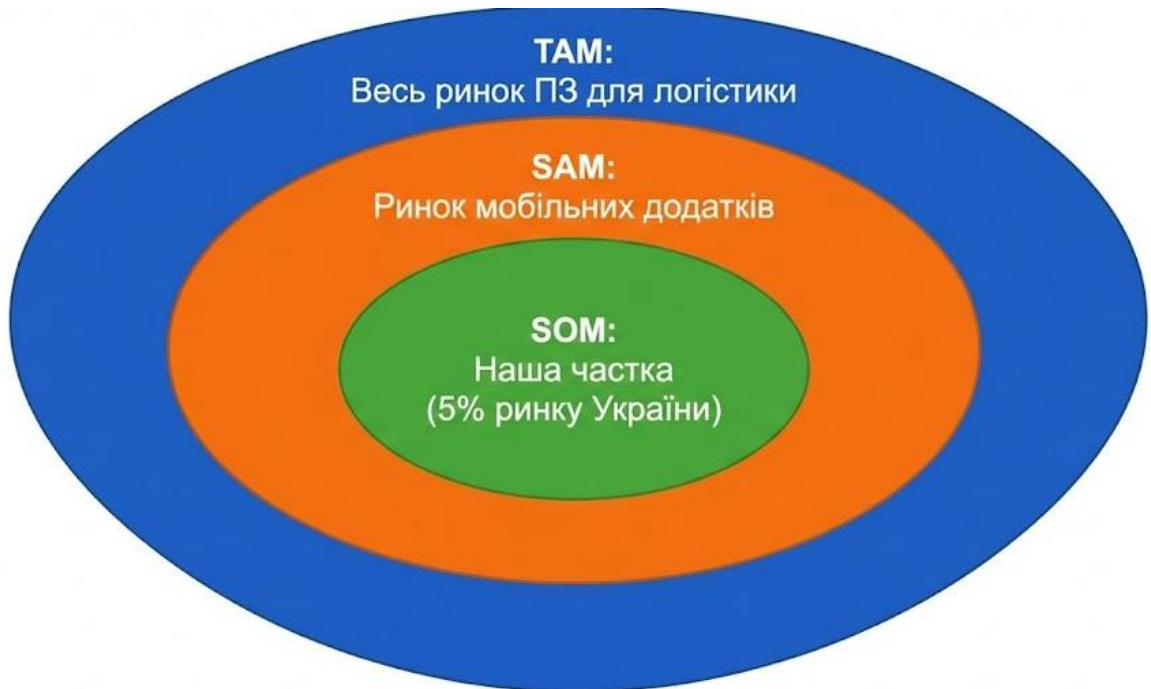 TAM:
Весь ринок ПЗ для логістики
SAM:
Ринок мобільних додатків
SOM:
Наша частка
(5% ринку України)